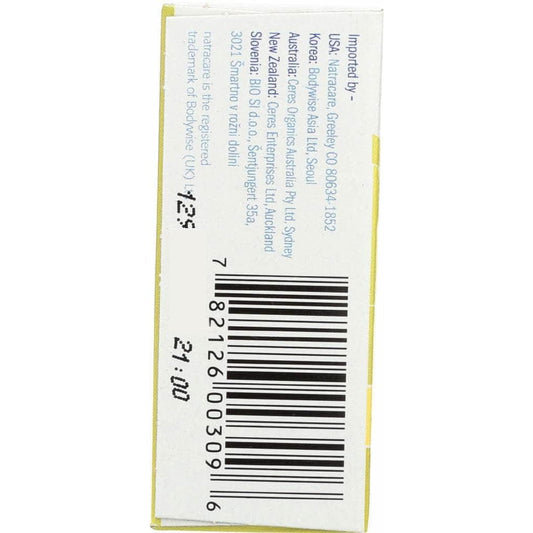 Imported by -
USA: Natracare, Greeley CO 80634-1852
Korea: Bodywise Asia Ltd, Seoul
Australia: Ceres Organics Australia Pty Ltd, Sydney
New Zealand: Ceres Enterprises Ltd, Auckland
Slovenia: BIO SI d.o.o., Šentjungert 35a,
3021 Šmartno v rožni dolini
natracare is the registered
trademark of Bodywise (UK)
21:00
7 82126 00309 6